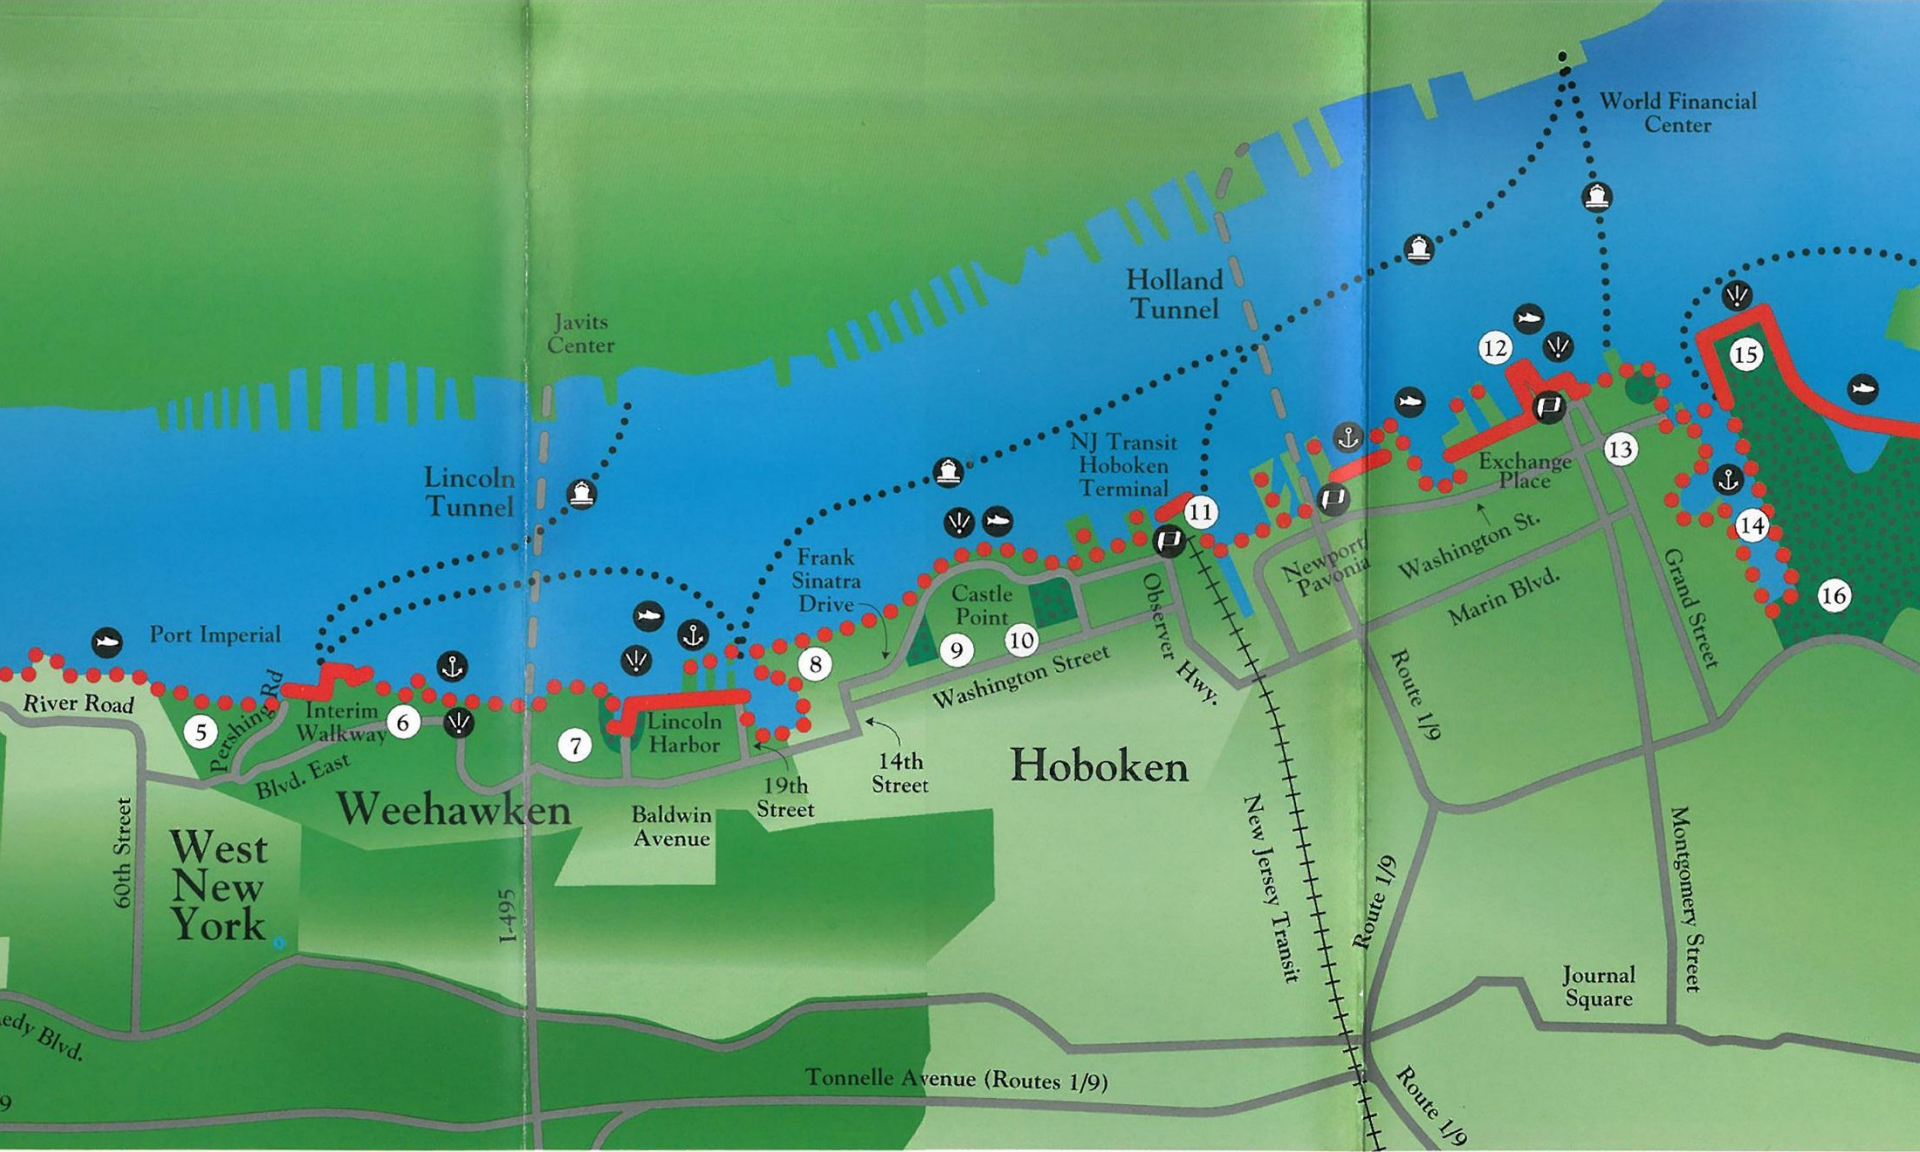 World Financial
Center
Holland
Tunnel
Javits
Center
Lincoln
Tunnel
NJ Transit
Hoboken
Terminal
Frank
Sinatra
Drive
Port Imperial
River Road
Pershing Rd
Interim
Walkway
Blvd. East
Lincoln
Harbor
Castle
Point
Washington Street
Observer Hwy.
Newport/
Pavonia
Exchange
Place
Washington St.
Marin Blvd.
Grand Street
5
6
7
8
9
10
11
12
13
14
15
16
Weehawken
West
New
York
Hoboken
60th Street
I-495
Baldwin
Avenue
19th
Street
14th
Street
New Jersey Transit
Route 1/9
Route 1/9
Route 1/9
Montgomery Street
Journal
Square
edy Blvd.
Tonnelle Avenue (Routes 1/9)
9